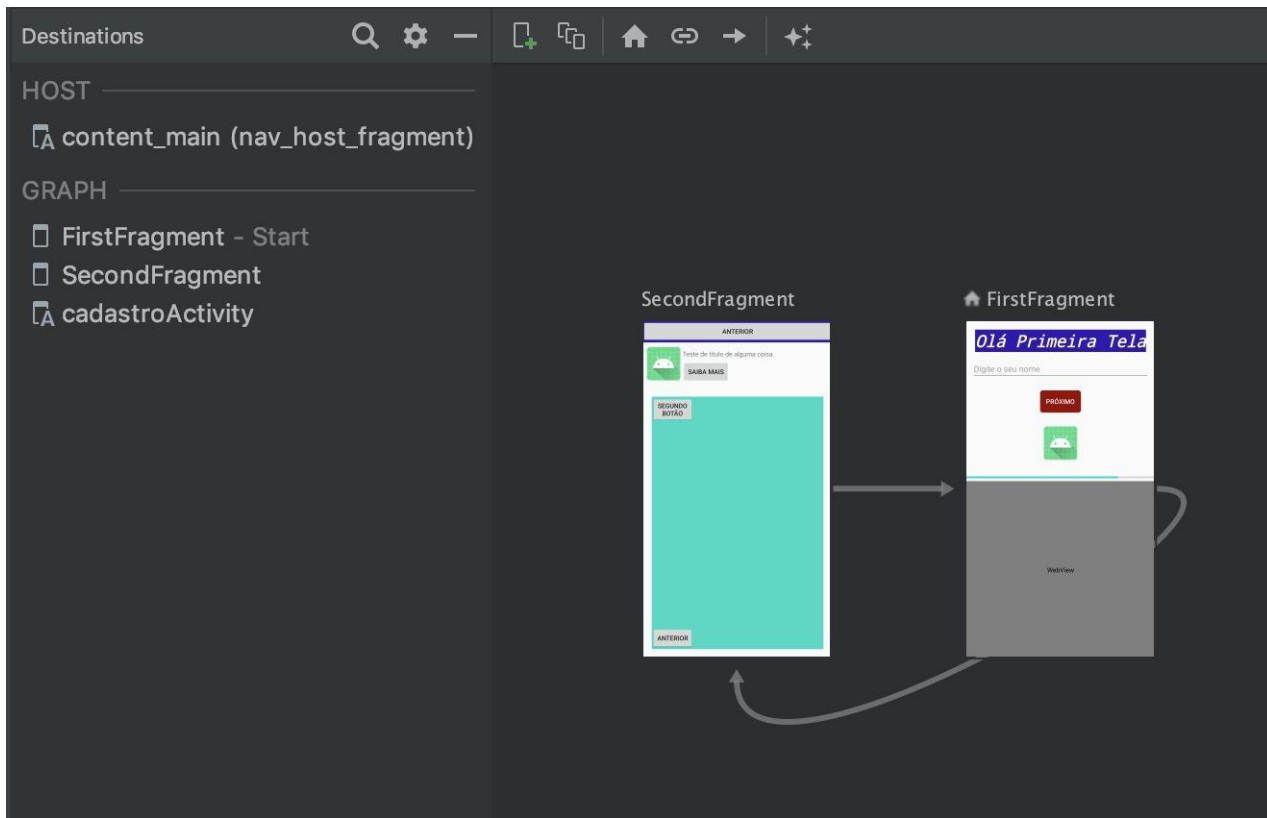 Destinations
HOST
content_main (nav_host_fragment)
GRAPH
FirstFragment - Start
SecondFragment
cadastroActivity
SecondFragment
ANTERIOR
Teste de titulo de alguma coisa
SAIBA MAIS
SEGUNDO
BOTÃO
ANTERIOR
FirstFragment
Olá Primeira Tela
Digite o seu nome
PRÓXIMO
WebView